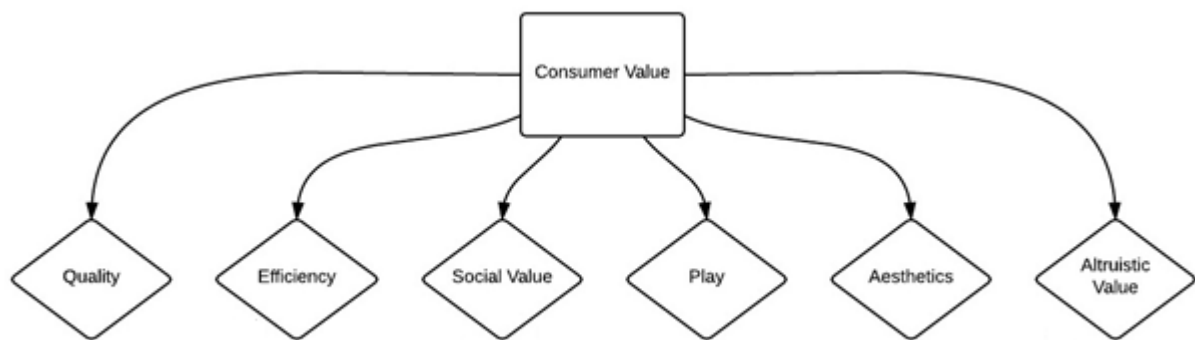 Consumer Value
Quality
Efficiency
Social Value
Play
Aesthetics
Altruistic
Value